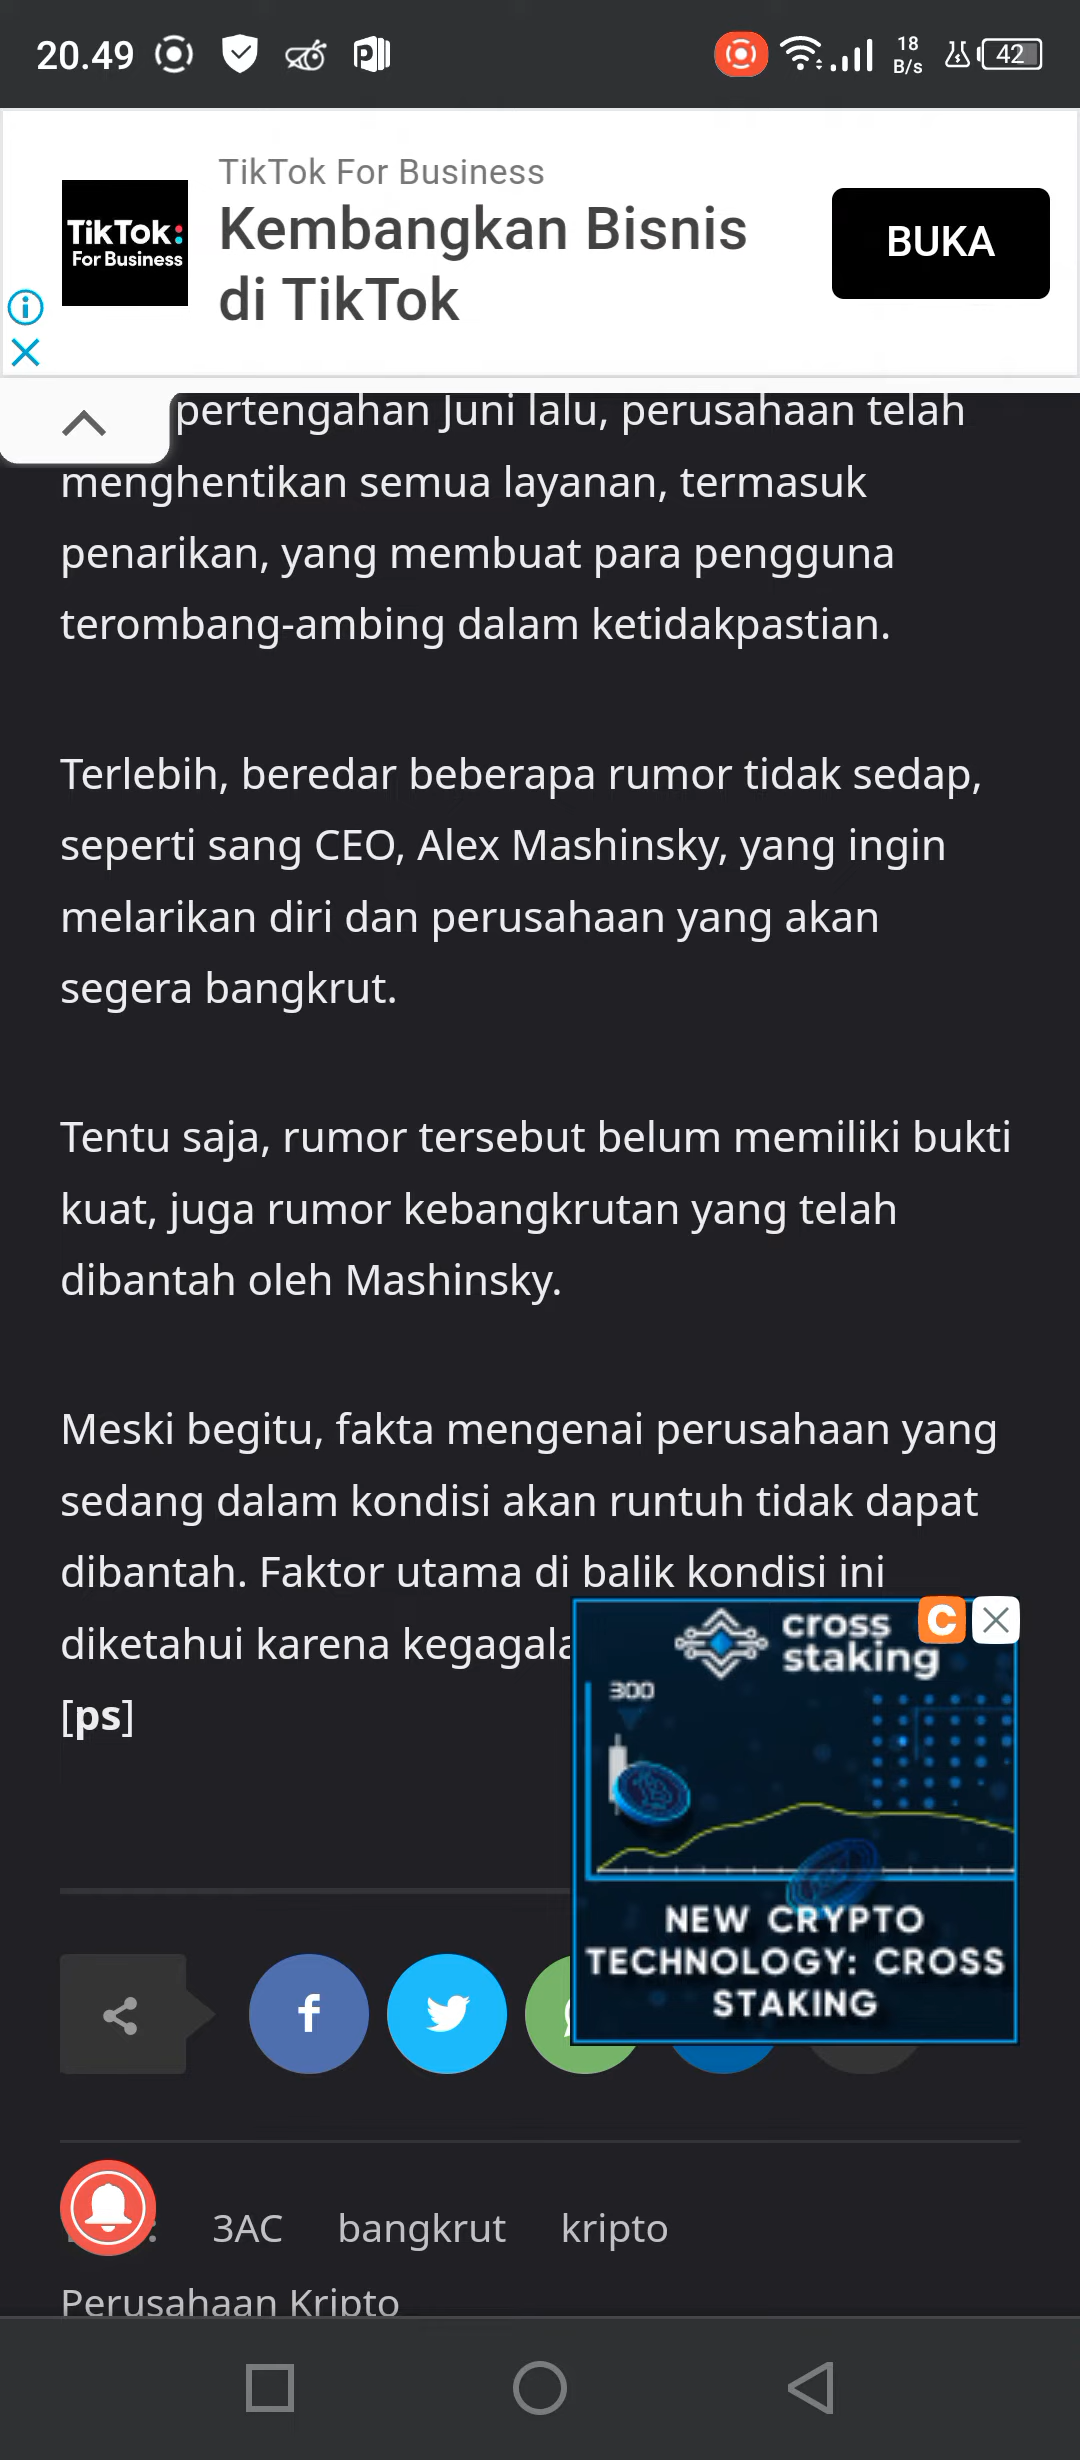 20.49
18
B/s
42
TikTok For Business
TikTok:
For Business
Kembangkan Bisnis
di TikTok
BUKA
pertengahan Juni lalu, perusahaan telah
menghentikan semua layanan, termasuk
penarikan, yang membuat para pengguna
terombang-ambing dalam ketidakpastian.
Terlebih, beredar beberapa rumor tidak sedap,
seperti sang CEO, Alex Mashinsky, yang ingin
melarikan diri dan perusahaan yang akan
segera bangkrut.
Tentu saja, rumor tersebut belum memiliki bukti
kuat, juga rumor kebangkrutan yang telah
dibantah oleh Mashinsky.
Meski begitu, fakta mengenai perusahaan yang
sedang dalam kondisi akan runtuh tidak dapat
dibantah. Faktor utama di balik kondisi ini
diketahui karena
[ps]
cross
staking
300
NEW CRYPTO
TECHNOLOGY: CROSS
STAKING
3AC bangkrut kripto
Perusahaan Kripto